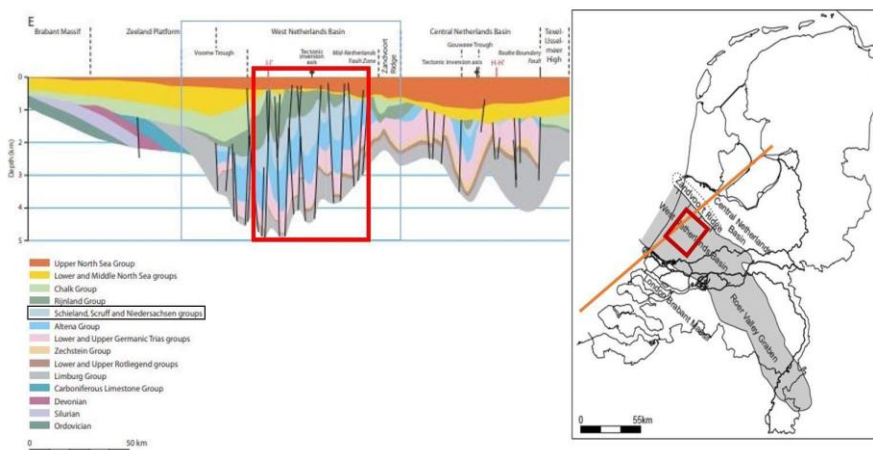 E
Brabant Massif
Zeeland Platform
West Netherlands Basin
Central Netherlands Basin
Texel-
IJssel-
meer
High
Voorne Trough
Tectonic
inversion
axis
Mid-Netherlands
Fault Zone
Zandvoort
Ridge
Gouwzee Trough
Tectonic inversion
axis
H-H'
Raalte Boundary
Fault
0
1
2
3
4
5
Depth (km)
Upper North Sea Group
Lower and Middle North Sea groups
Chalk Group
Rijnland Group
Schieland, Scruff and Niedersachsen groups
Altena Group
Lower and Upper Germanic Trias groups
Zechstein Group
Lower and Upper Rotliegend groups
Limburg Group
Carboniferous Limestone Group
Devonian
Silurian
Ordovician
0
50 km
Zandvoort Ridge
Central Netherlands
Basin
West Netherlands Basin
London-Brabant Massif
Roer Valley Graben
0
55km